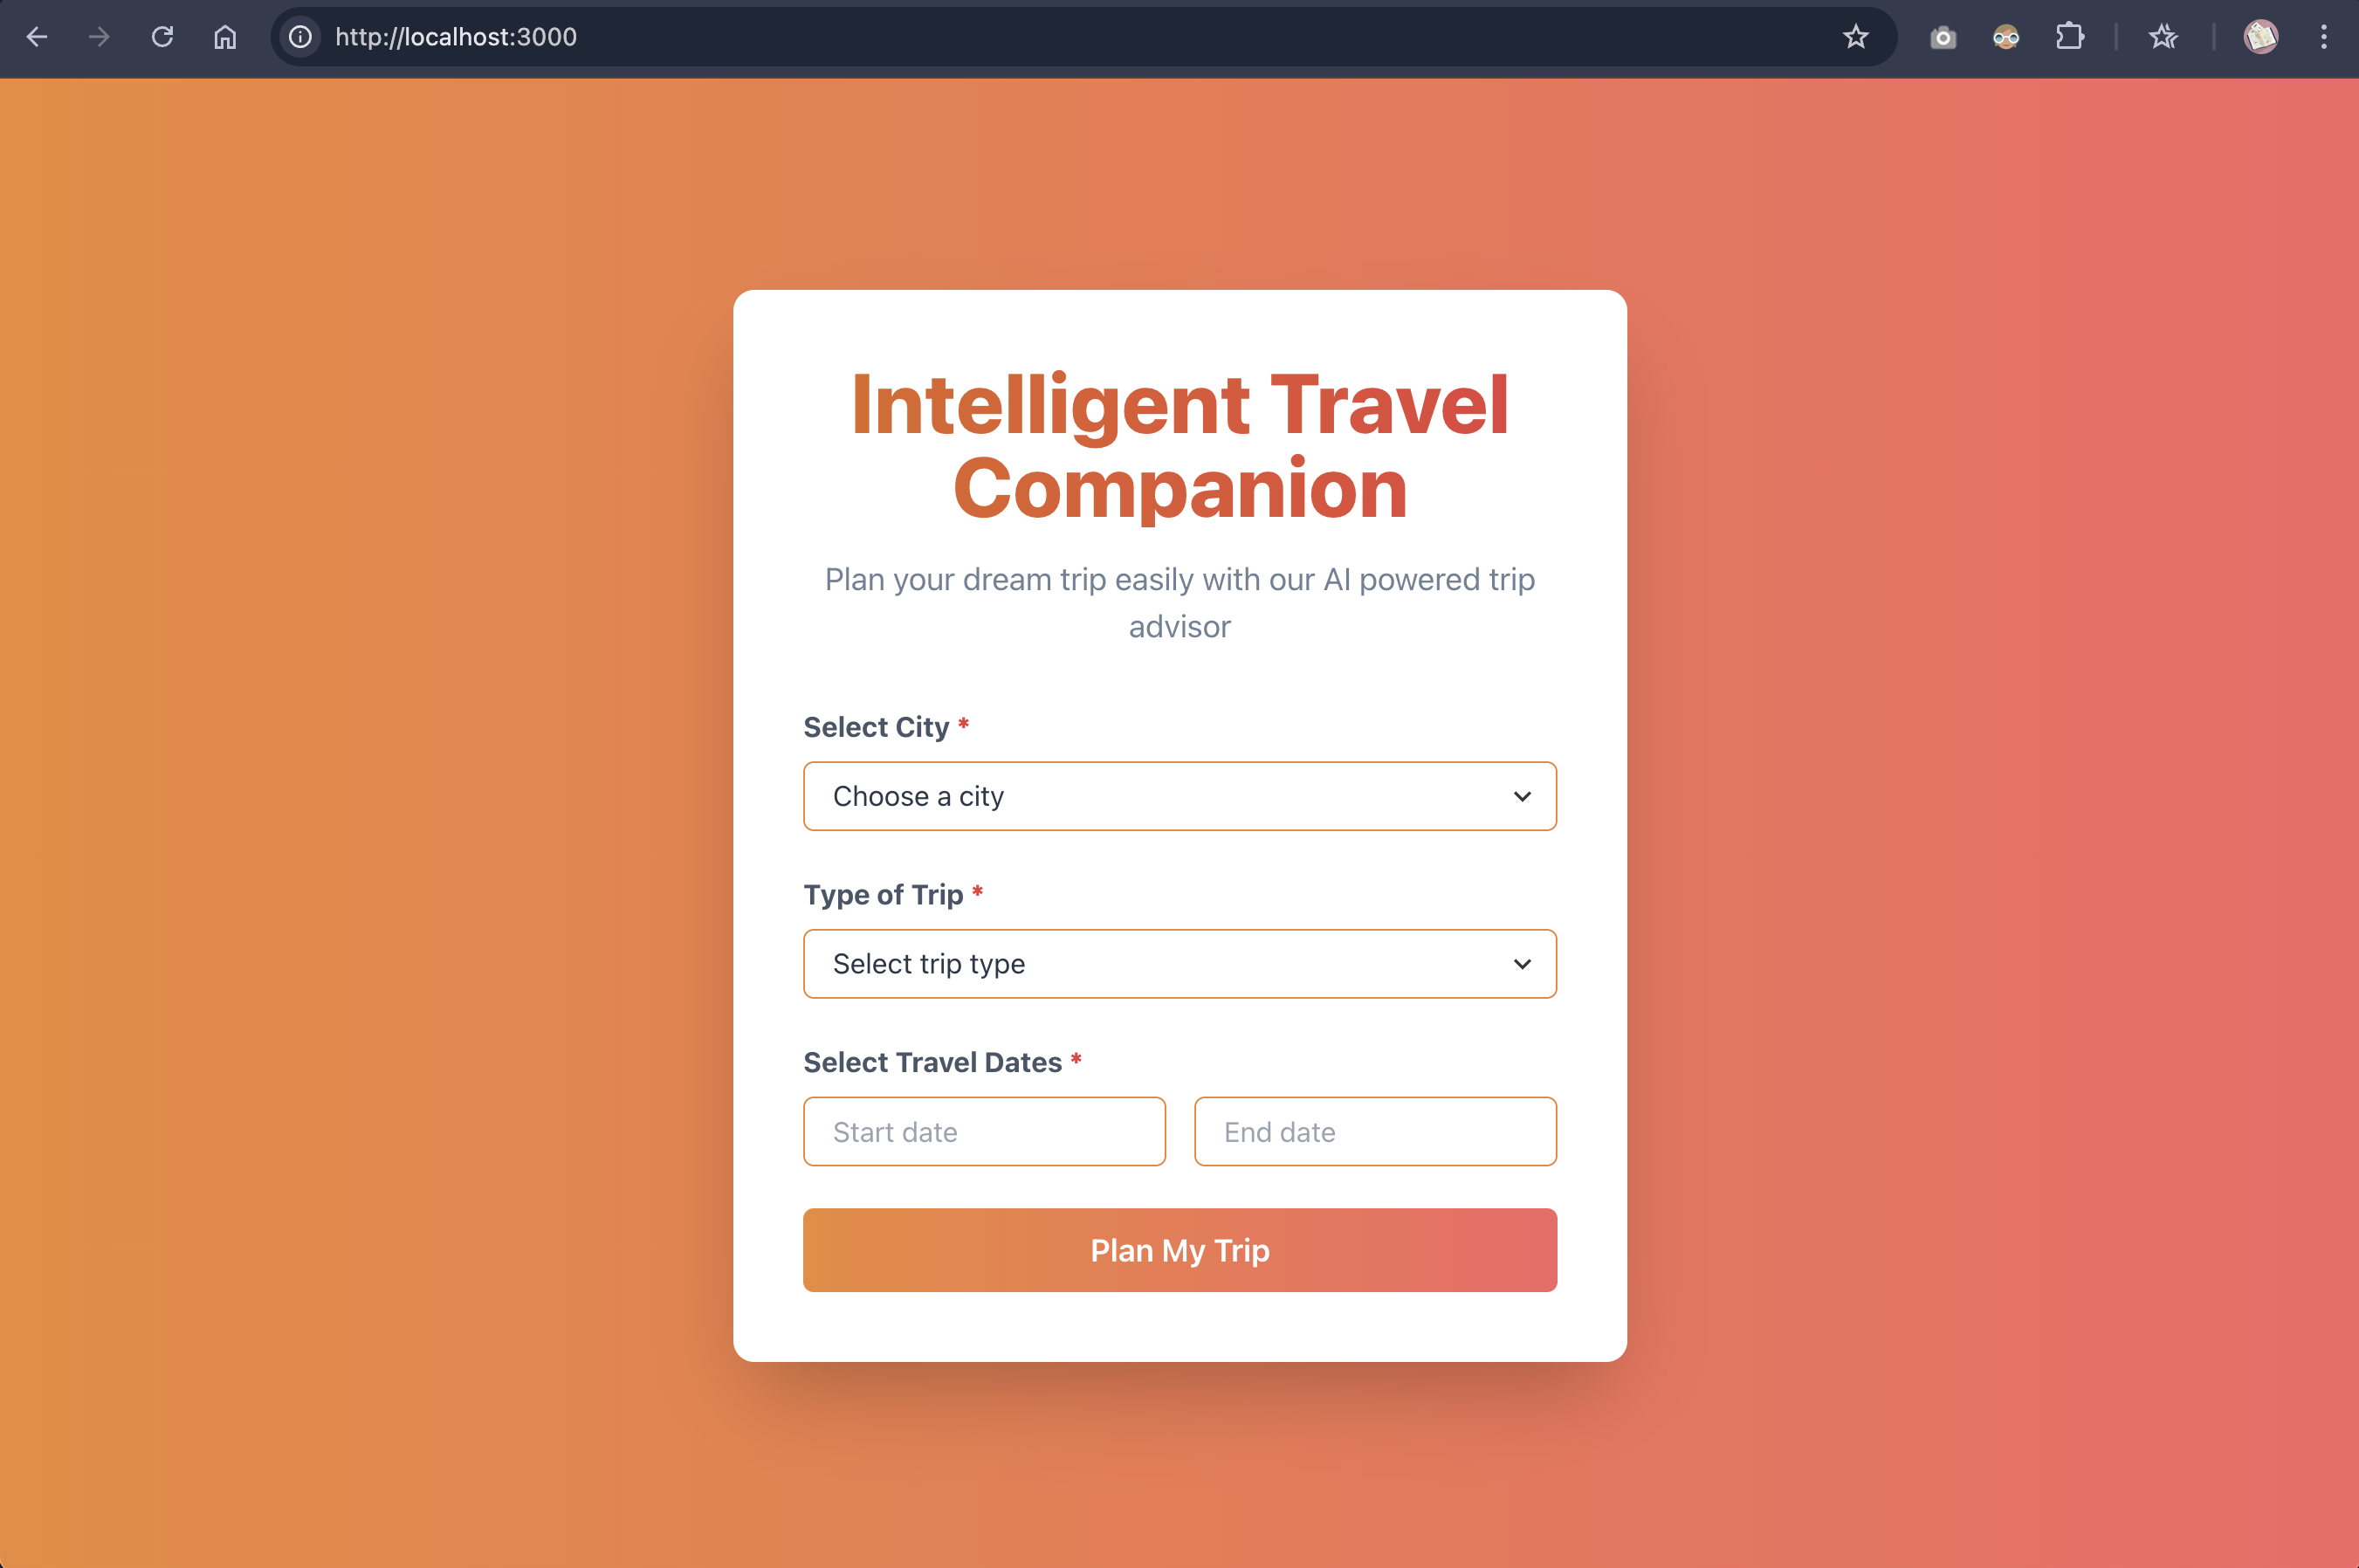 http://localhost:3000
Intelligent Travel
Companion
Plan your dream trip easily with our AI powered trip
advisor
Select City *
Choose a city
Type of Trip *
Select trip type
Select Travel Dates *
Start date
End date
Plan My Trip